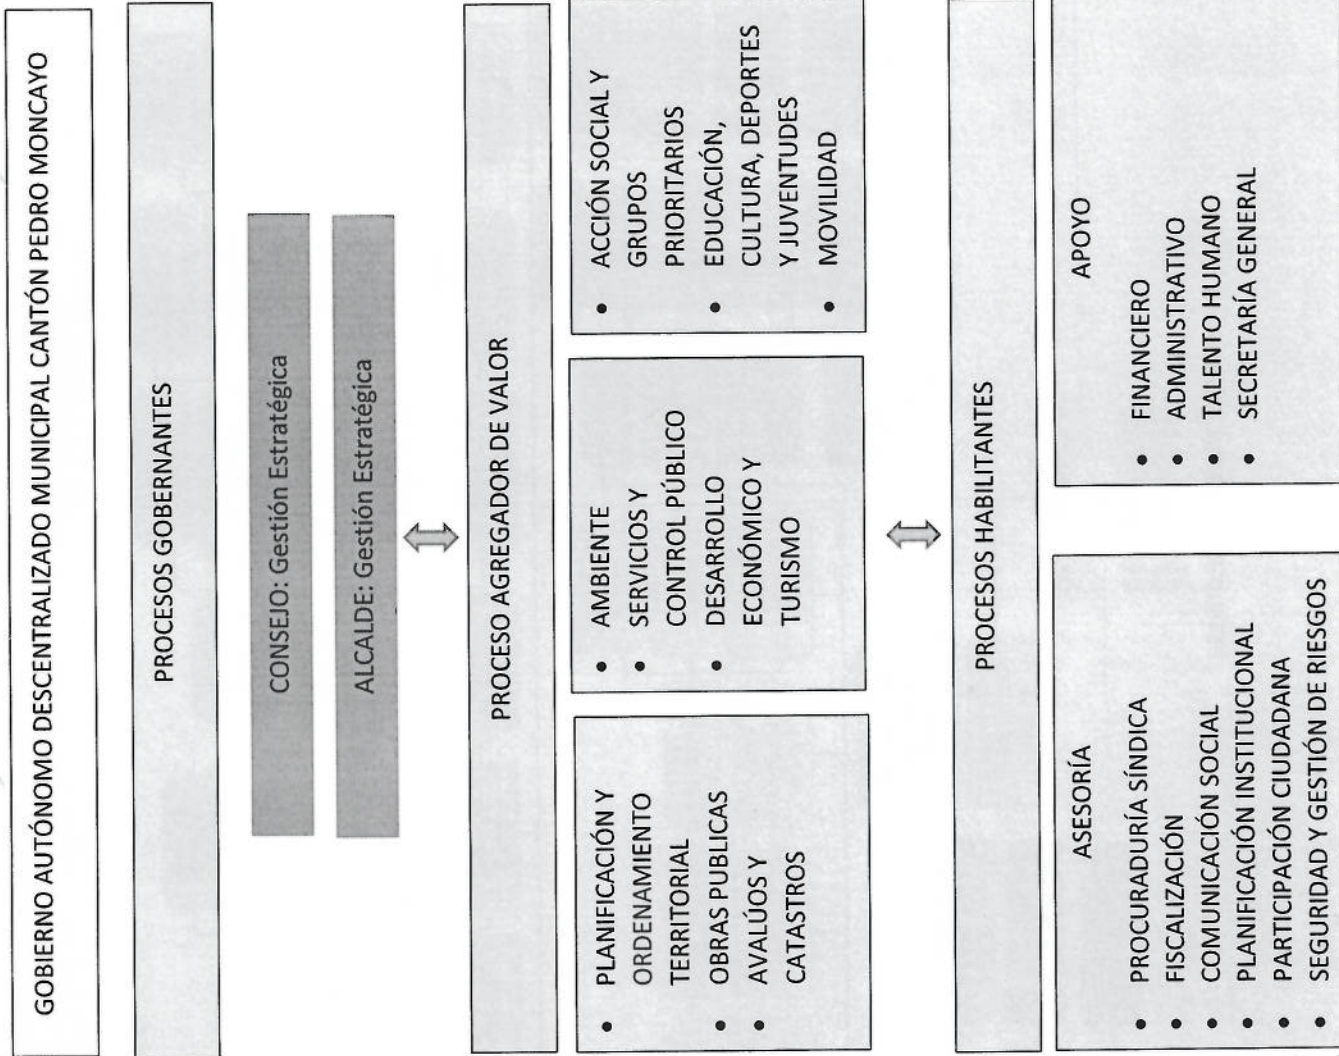 GOBIERNO AUTÓNOMO DESCENTRALIZADO MUNICIPAL CANTÓN PEDRO MONCAYO
PROCESOS GOBERNANTES
CONSEJO: Gestión Estratégica
ALCALDE: Gestión Estratégica
PROCESO AGREGADOR DE VALOR
• PLANIFICACIÓN Y
ORDENAMIENTO
TERRITORIAL
• OBRAS PUBLICAS
• AVALÚOS Y
CATASTROS
• AMBIENTE
• SERVICIOS Y
CONTROL PÚBLICO
• DESARROLLO
ECONÓMICO Y
TURISMO
• ACCIÓN SOCIAL Y
GRUPOS
PRIORITARIOS
• EDUCACIÓN,
CULTURA, DEPORTES
Y JUVENTUDES
• MOVILIDAD
PROCESOS HABILITANTES
ASESORÍA
• PROCURADURÍA SÍNDICA
• FISCALIZACIÓN
• COMUNICACIÓN SOCIAL
• PLANIFICACIÓN INSTITUCIONAL
• PARTICIPACIÓN CIUDADANA
• SEGURIDAD Y GESTIÓN DE RIESGOS
APOYO
• FINANCIERO
• ADMINISTRATIVO
• TALENTO HUMANO
• SECRETARÍA GENERAL